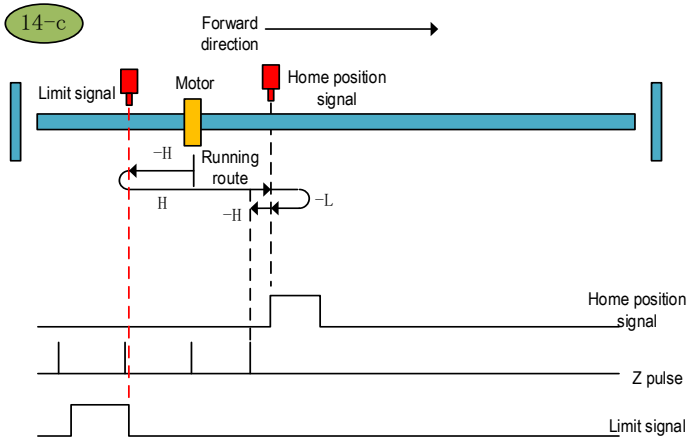 14-c
Forward
direction
Limit signal
Motor
Home position
signal
-H
Running
route
H
-H
-L
Home position
signal
Z pulse
Limit signal